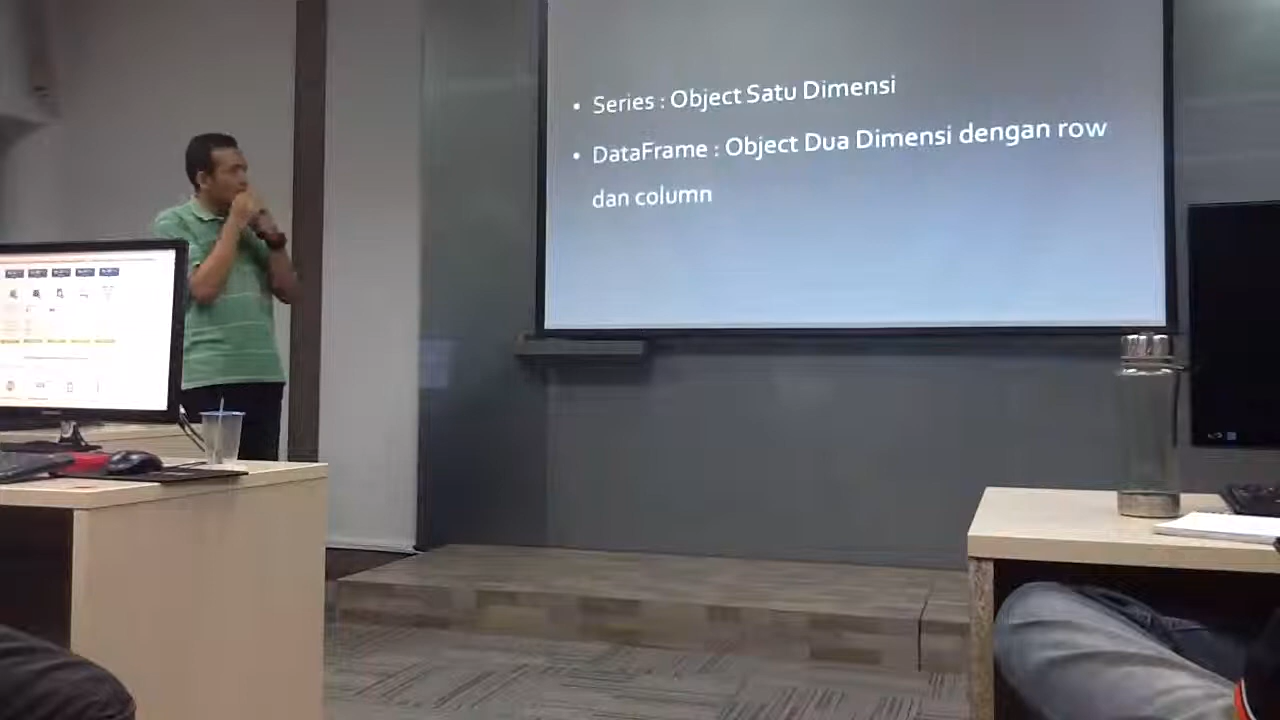 • Series : Object Satu Dimensi
• DataFrame : Object Dua Dimensi dengan row
dan column